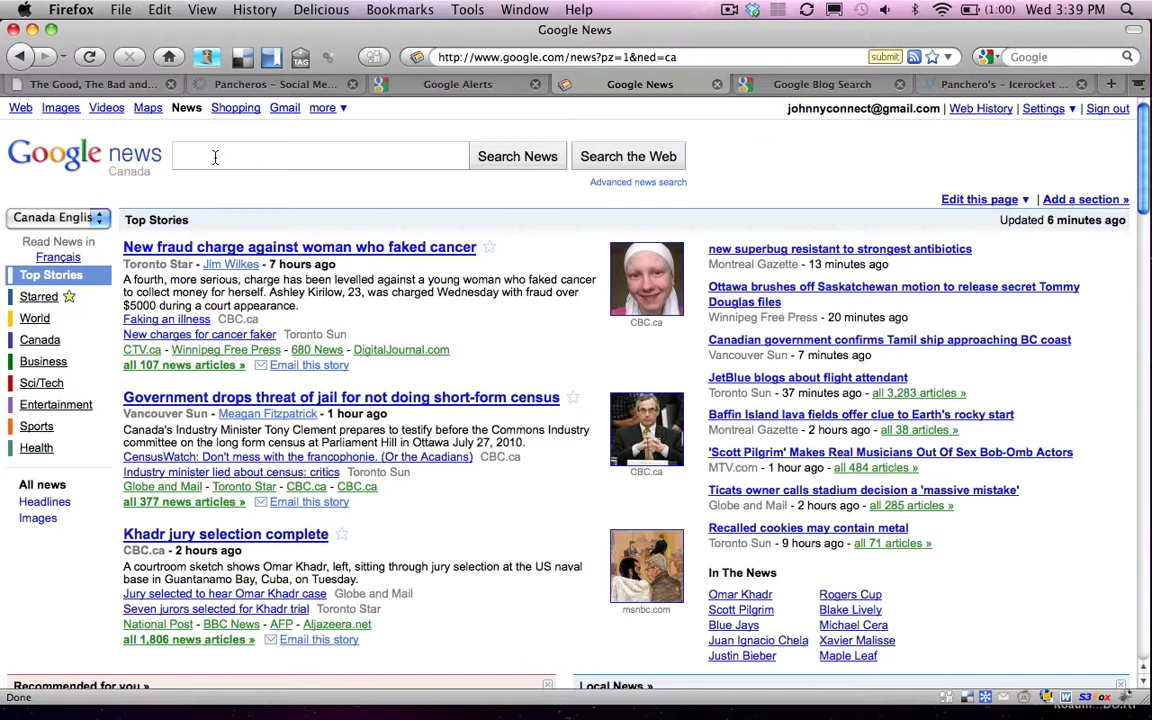 Firefox File Edit View History Delicious Bookmarks Tools Window Help (1:00) Wed 3:39 PM
Google News
TAG http://www.google.com/news?pz=1&ned=ca submit Google
The Good, The Bad and... Pancheros - Social Me... Google Alerts Google News Google Blog Search Panchero's - Icerocket ...
Web Images Videos Maps News Shopping Gmail more ▼ johnnyconnect@gmail.com | Web History | Settings ▼ | Sign out
Google news Search News Search the Web
Canada
Advanced news search
Edit this page ▼ | Add a section »
Canada Englis Top Stories Updated 6 minutes ago
Read News in
Français
Top Stories
Starred
World
Canada
Business
Sci/Tech
Entertainment
Sports
Health
All news
Headlines
Images
New fraud charge against woman who faked cancer
Toronto Star - Jim Wilkes - 7 hours ago
A fourth, more serious, charge has been levelled against a young woman who faked cancer
to collect money for herself. Ashley Kirilow, 23, was charged Wednesday with fraud over
$5000 during a court appearance.
Faking an illness CBC.ca
New charges for cancer faker Toronto Sun
CTV.ca - Winnipeg Free Press - 680 News - DigitalJournal.com
all 107 news articles » Email this story
CBC.ca
Government drops threat of jail for not doing short-form census
Vancouver Sun - Meagan Fitzpatrick - 1 hour ago
Canada's Industry Minister Tony Clement prepares to testify before the Commons Industry
committee on the long form census at Parliament Hill in Ottawa July 27, 2010.
CensusWatch: Don't mess with the francophonie. (Or the Acadians) CBC.ca
Industry minister lied about census: critics Toronto Sun
Globe and Mail - Toronto Star - CBC.ca - CBC.ca
all 377 news articles » Email this story
CBC.ca
Khadr jury selection complete
CBC.ca - 2 hours ago
A courtroom sketch shows Omar Khadr, left, sitting through jury selection at the US naval
base in Guantanamo Bay, Cuba, on Tuesday.
Jury selected to hear Omar Khadr case Globe and Mail
Seven jurors selected for Khadr trial Toronto Star
National Post - BBC News - AFP - Aljazeera.net
all 1,806 news articles » Email this story
msnbc.com
new superbug resistant to strongest antibiotics
Montreal Gazette - 13 minutes ago
Ottawa brushes off Saskatchewan motion to release secret Tommy
Douglas files
Winnipeg Free Press - 20 minutes ago
Canadian government confirms Tamil ship approaching BC coast
Vancouver Sun - 7 minutes ago
JetBlue blogs about flight attendant
Toronto Sun - 37 minutes ago - all 3,283 articles »
Baffin Island lava fields offer clue to Earth's rocky start
Montreal Gazette - 2 hours ago - all 38 articles »
'Scott Pilgrim' Makes Real Musicians Out Of Sex Bob-Omb Actors
MTV.com - 1 hour ago - all 484 articles »
Ticats owner calls stadium decision a 'massive mistake'
Globe and Mail - 2 hours ago - all 285 articles »
Recalled cookies may contain metal
Toronto Sun - 9 hours ago - all 71 articles »
In The News
Omar Khadr Rogers Cup
Scott Pilgrim Blake Lively
Blue Jays Michael Cera
Juan Ignacio Chela Xavier Malisse
Justin Bieber Maple Leaf
Recommended for you » Local News »
Done S3Fox